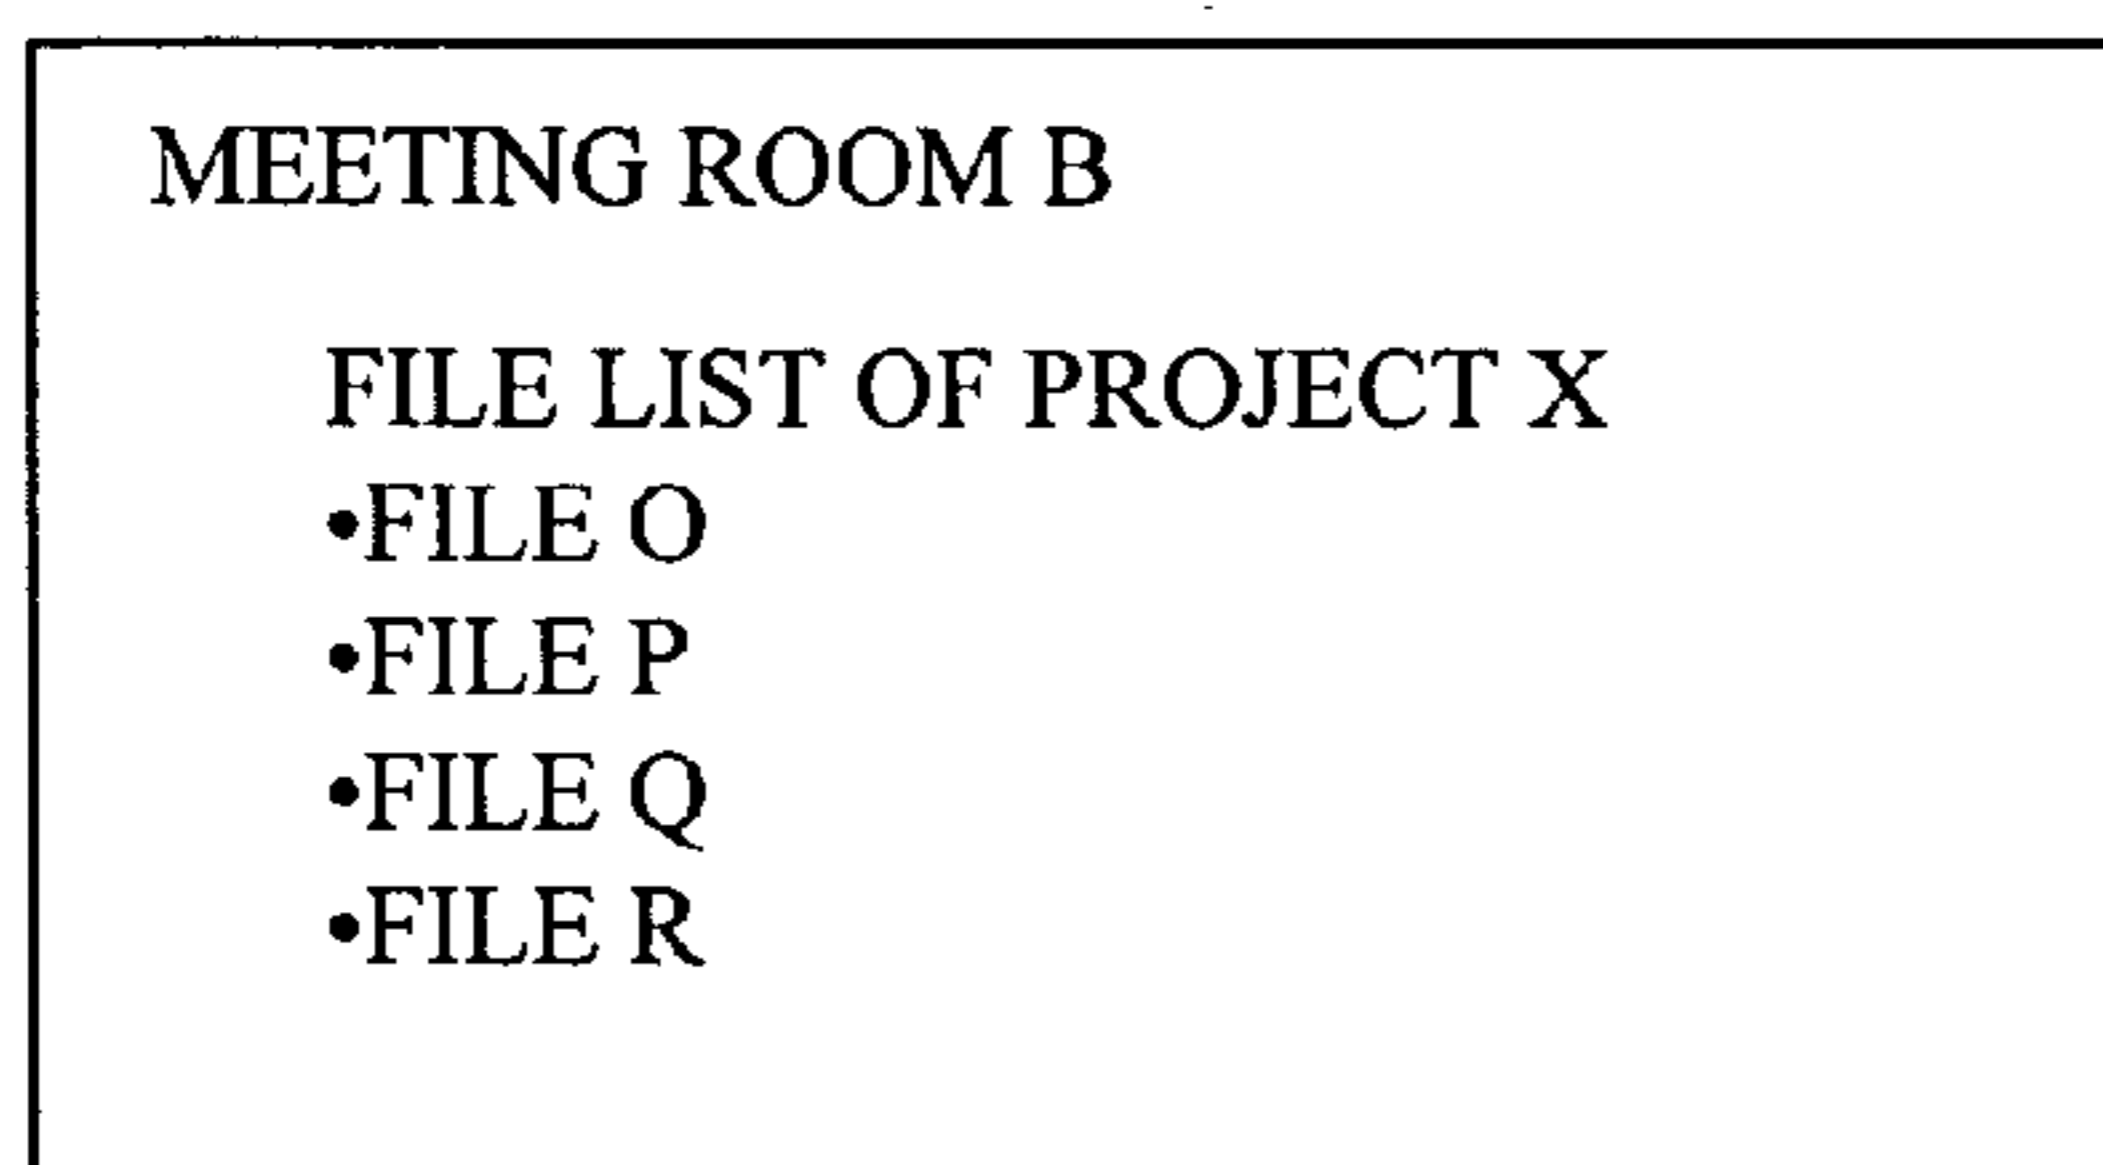 MEETING ROOM B
FILE LIST OF PROJECT X
•FILE O
•FILE P
•FILE Q
•FILE R